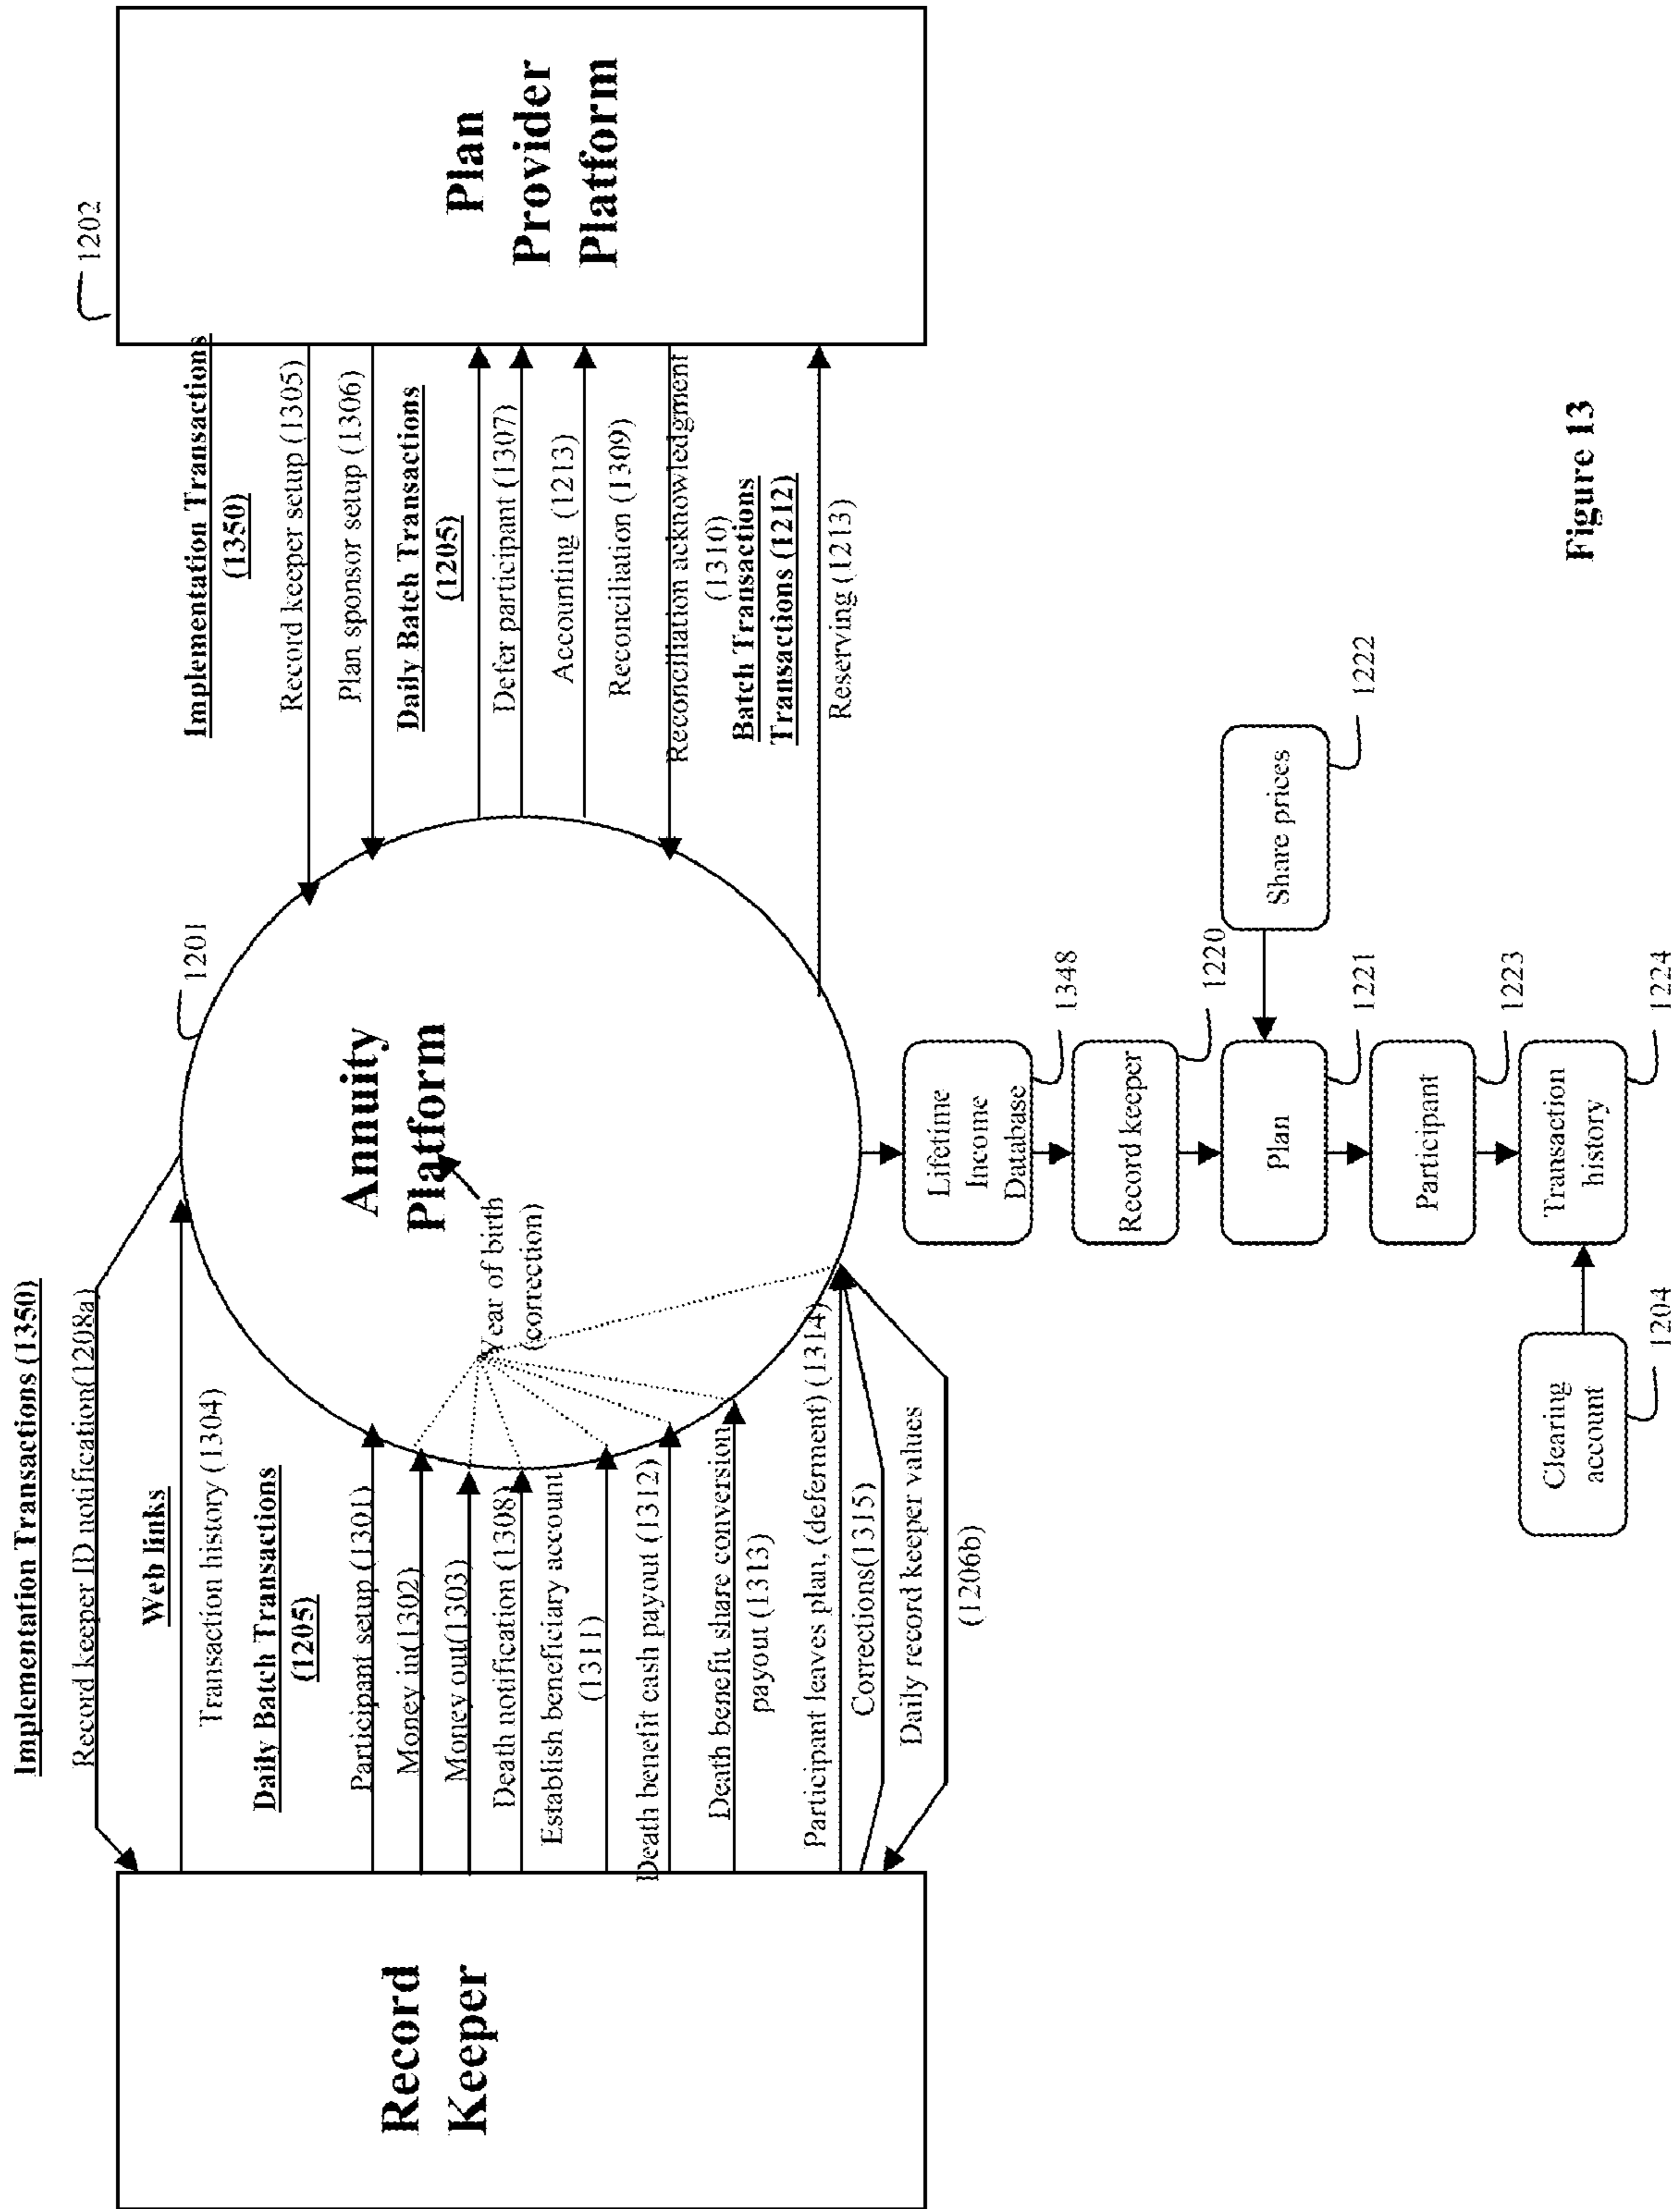 Implementation Transactions (1350)
Record keeper ID notification(1208a)
Web links
Transaction history (1304)
Daily Batch Transactions
(1205)
Participant setup (1301)
Money in(1302)
Money out(1303)
Death notification (1308)
Establish beneficiary account
(1311)
Death benefit cash payout (1312)
Death benefit share conversion
payout (1313)
Participant leaves plan, (deferment) (1314)
Corrections(1315)
Daily record keeper values
(1206b)
Record
Keeper
1201
Annuity
Platform
Year of birth
(correction)
Implementation Transactions
(1350)
Record keeper setup (1305)
Plan sponsor setup (1306)
Daily Batch Transactions
(1205)
Defer participant (1307)
Accounting (1213)
Reconciliation (1309)
Reconciliation acknowledgment
(1310)
Batch Transactions
Transactions (1212)
Reserving (1213)
1202
Plan
Provider
Platform
Lifetime
Income
Database
1348
Record keeper
1220
Plan
1221
Share prices
1222
Participant
1223
Transaction
history
1224
Clearing
account
1204
Figure 13